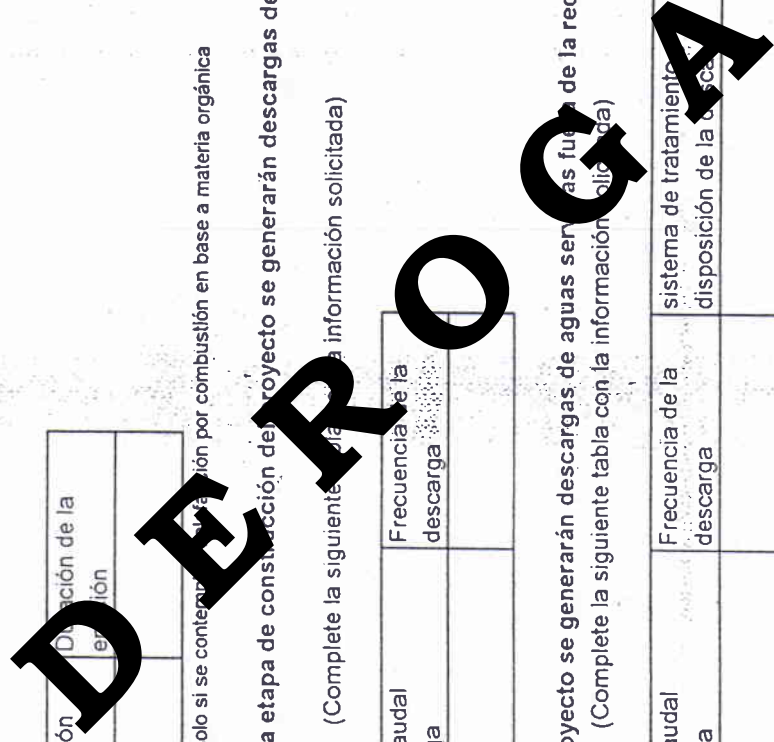 ón
Duración de la
emisión
olo si se contempla calefacción por combustión en base a materia orgánica
a etapa de construcción del proyecto se generarán descargas de
(Complete la siguiente tabla con la información solicitada)
audal
ga
Frecuencia de la
descarga
oyecto se generarán descargas de aguas servidas fuera de la red
(Complete la siguiente tabla con la información solicitada)
audal
a
Frecuencia de la
descarga
sistema de tratamiento
disposición de la descarga
DEROGA